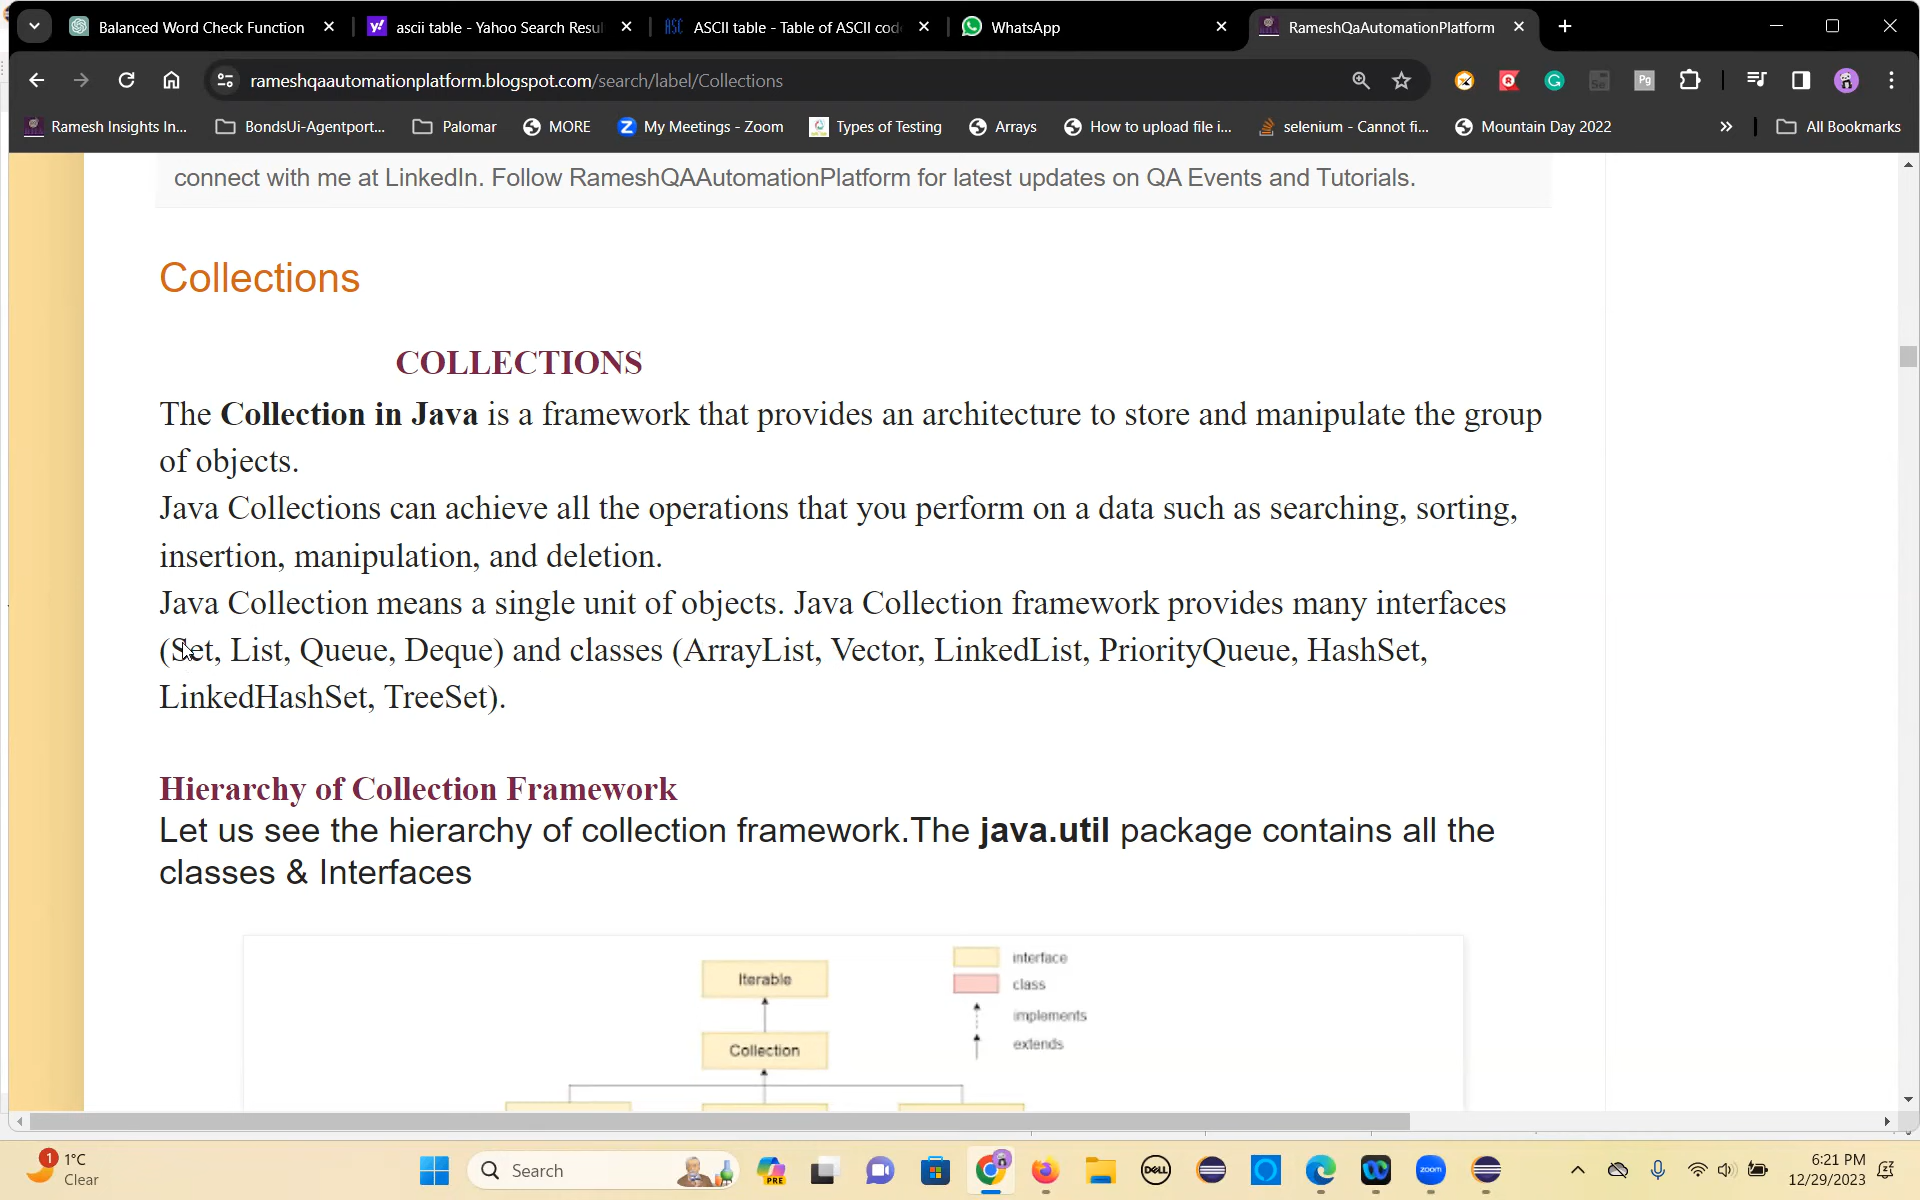 Balanced Word Check Function
ascii table - Yahoo Search Resu
ASCII table - Table of ASCII cod
WhatsApp
RameshQaAutomationPlatform
rameshqaautomationplatform.blogspot.com/search/label/Collections
Ramesh Insights In...
BondsUi-Agentport...
Palomar
MORE
My Meetings - Zoom
Types of Testing
Arrays
How to upload file i...
selenium - Cannot fi...
Mountain Day 2022
All Bookmarks
connect with me at LinkedIn. Follow RameshQAAutomationPlatform for latest updates on QA Events and Tutorials.
Collections
COLLECTIONS
The Collection in Java is a framework that provides an architecture to store and manipulate the group
of objects.
Java Collections can achieve all the operations that you perform on a data such as searching, sorting,
insertion, manipulation, and deletion.
Java Collection means a single unit of objects. Java Collection framework provides many interfaces
(Set, List, Queue, Deque) and classes (ArrayList, Vector, LinkedList, PriorityQueue, HashSet,
LinkedHashSet, TreeSet).
Hierarchy of Collection Framework
Let us see the hierarchy of collection framework.The java.util package contains all the
classes & Interfaces
Iterable
Collection
interface
class
implements
extends
1
1°C
Clear
Search
PRE
DELL
zoom
6:21 PM
12/29/2023